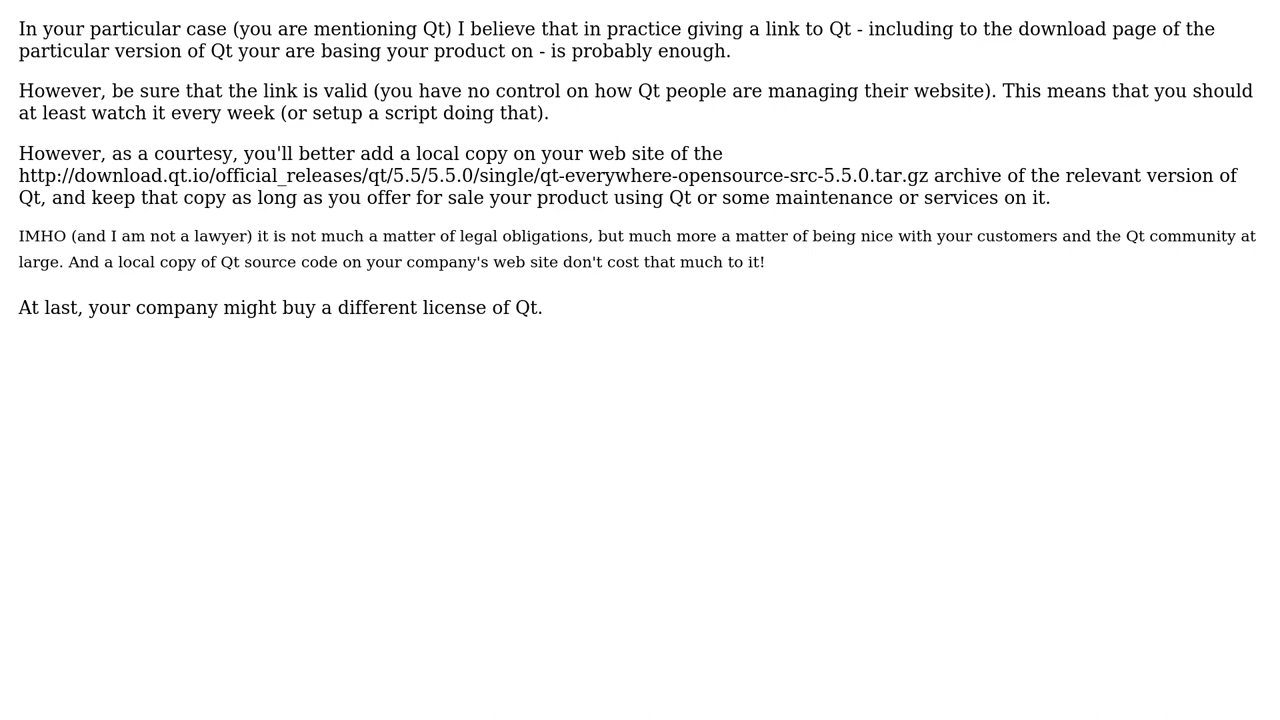 In your particular case (you are mentioning Qt) I believe that in practice giving a link to Qt - including to the download page of the
particular version of Qt your are basing your product on - is probably enough.
However, be sure that the link is valid (you have no control on how Qt people are managing their website). This means that you should
at least watch it every week (or setup a script doing that).
However, as a courtesy, you'll better add a local copy on your web site of the
http://download.qt.io/official_releases/qt/5.5/5.5.0/single/qt-everywhere-opensource-src-5.5.0.tar.gz archive of the relevant version of
Qt, and keep that copy as long as you offer for sale your product using Qt or some maintenance or services on it.
IMHO (and I am not a lawyer) it is not much a matter of legal obligations, but much more a matter of being nice with your customers and the Qt community at
large. And a local copy of Qt source code on your company's web site don't cost that much to it!
At last, your company might buy a different license of Qt.